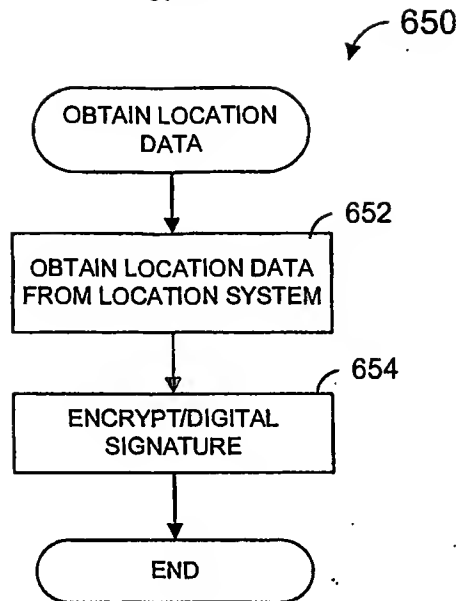 650
OBTAIN LOCATION
DATA
652
OBTAIN LOCATION DATA
FROM LOCATION SYSTEM
654
ENCRYPT/DIGITAL
SIGNATURE
END